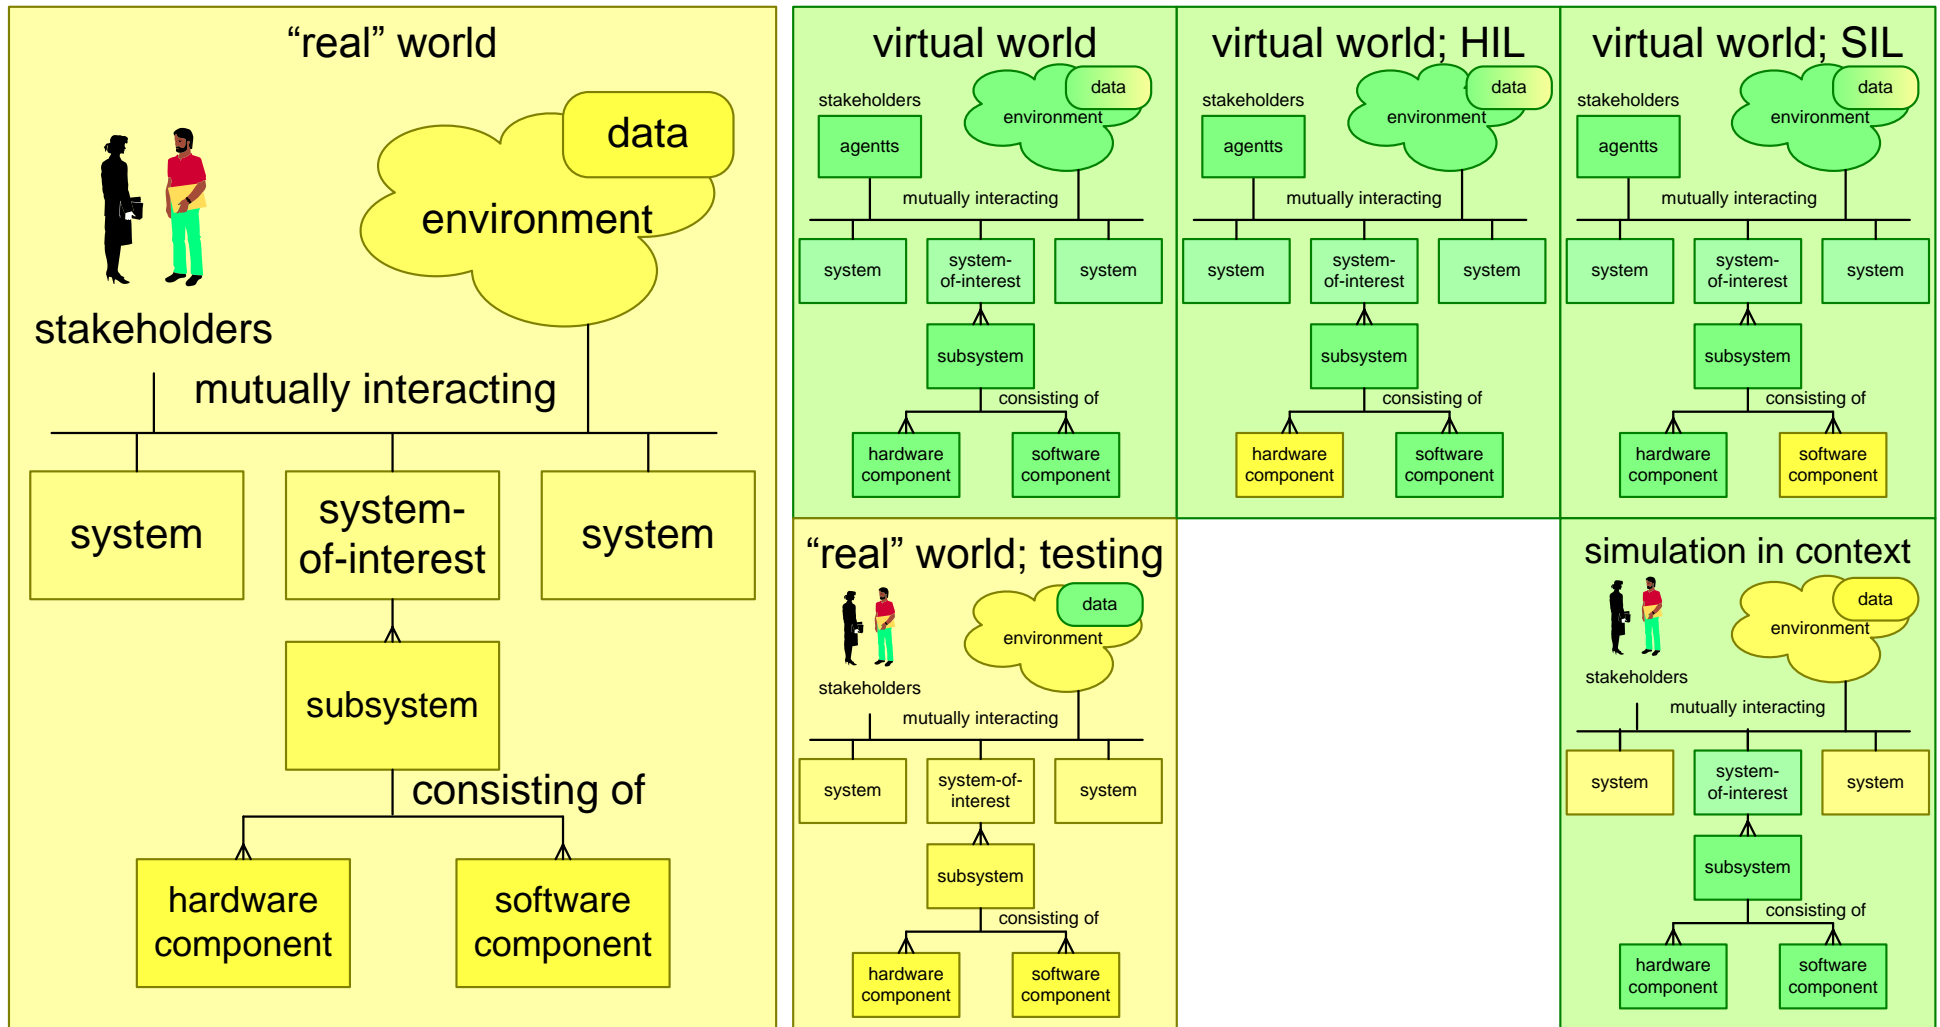 “real” world
data
environment
stakeholders
mutually interacting
system
system-
of-interest
system
subsystem
consisting of
hardware
component
software
component
virtual world
data
stakeholders
environment
agentts
mutually interacting
system
system-
of-interest
system
subsystem
consisting of
hardware
component
software
component
virtual world; HIL
data
stakeholders
environment
agentts
mutually interacting
system
system-
of-interest
system
subsystem
consisting of
hardware
component
software
component
virtual world; SIL
data
stakeholders
environment
agentts
mutually interacting
system
system-
of-interest
system
subsystem
consisting of
hardware
component
software
component
“real” world; testing
data
environment
stakeholders
mutually interacting
system
system-of-
interest
system
subsystem
consisting of
hardware
component
software
component
simulation in context
data
environment
stakeholders
mutually interacting
system
system-
of-interest
system
subsystem
consisting of
hardware
component
software
component